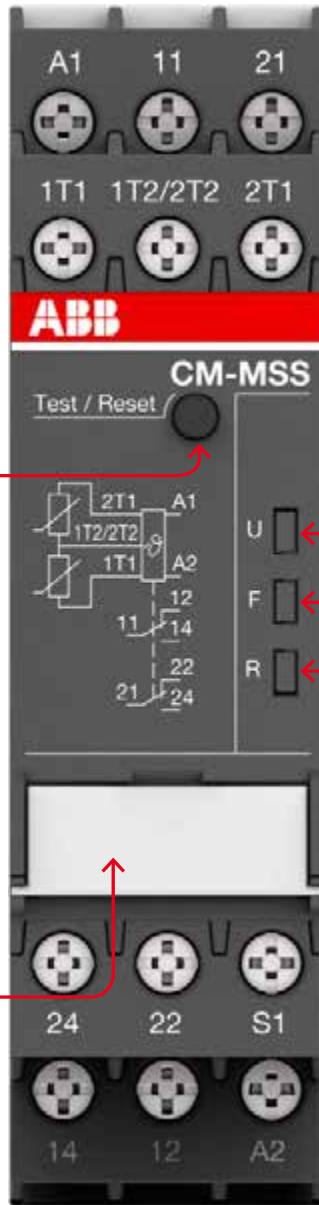 A1 11 21
1T1 1T2/2T2 2T1
ABB
CM-MSS
Test / Reset
2T1 A1
1T2/2T2 ϑ
1T1 A2
12
11 14
22
21 24
U
F
R
24 22 S1
14 12 A2